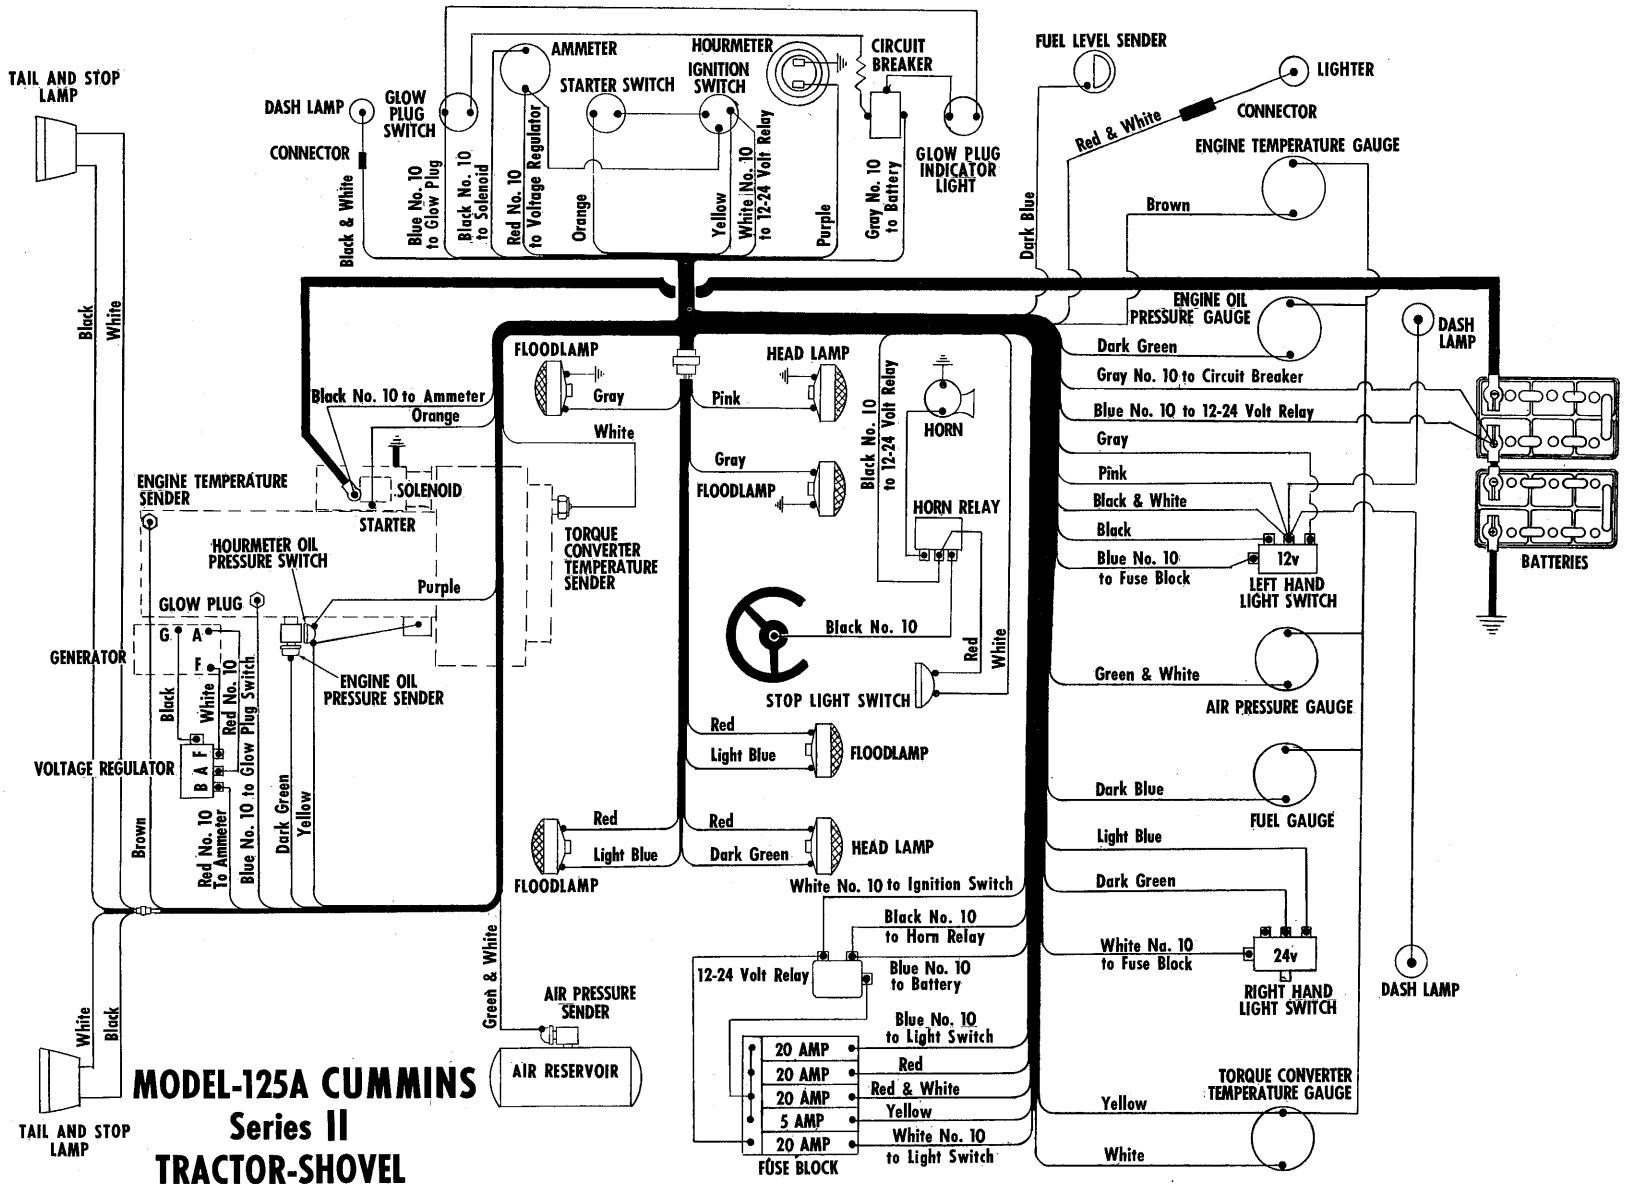 TAIL AND STOP
LAMP
DASH LAMP
CONNECTOR
GLOW
PLUG
SWITCH
AMMETER
STARTER SWITCH
HOURMETER
IGNITION
SWITCH
CIRCUIT
BREAKER
GLOW PLUG
INDICATOR
LIGHT
FUEL LEVEL SENDER
LIGHTER
CONNECTOR
Red & White
ENGINE TEMPERATURE GAUGE
Brown
Dark Blue
Black & White
Blue No. 10
to Glow Plug
Black No. 10
to Solenoid
Red No. 10
to Voltage Regulator
Orange
Yellow
White No. 10
to 12-24 Volt Relay
Purple
Gray No. 10
to Battery
Black
White
ENGINE OIL
PRESSURE GAUGE
DASH
LAMP
Dark Green
Gray No. 10 to Circuit Breaker
Blue No. 10 to 12-24 Volt Relay
Gray
Pink
Black & White
Black
Blue No. 10
to Fuse Block
12v
LEFT HAND
LIGHT SWITCH
BATTERIES
FLOODLAMP
Gray
HEAD LAMP
Pink
Black No. 10 to Ammeter
Orange
White
Gray
FLOODLAMP
Black No. 10
to 12-24 Volt Relay
HORN
HORN RELAY
ENGINE TEMPERATURE
SENDER
SOLENOID
STARTER
HOURMETER OIL
PRESSURE SWITCH
TORQUE
CONVERTER
TEMPERATURE
SENDER
Purple
GLOW PLUG
G A
F
GENERATOR
ENGINE OIL
PRESSURE SENDER
Black
White
Red No. 10
Blue No. 10 to Glow Plug Switch
VOLTAGE REGULATOR
B A F
Red No. 10
To Ammeter
Brown
Dark Green
Yellow
Black No. 10
Red
White
STOP LIGHT SWITCH
Green & White
AIR PRESSURE GAUGE
Red
Light Blue
FLOODLAMP
Dark Blue
FUEL GAUGE
Red
Light Blue
FLOODLAMP
Red
Dark Green
HEAD LAMP
Light Blue
Dark Green
White No. 10 to Ignition Switch
Black No. 10
to Horn Relay
12-24 Volt Relay
Blue No. 10
to Battery
White Na. 10
to Fuse Block
24v
RIGHT HAND
LIGHT SWITCH
DASH LAMP
Green & White
AIR PRESSURE
SENDER
AIR RESERVOIR
White
Black
TAIL AND STOP
LAMP
Blue No. 10
to Light Switch
20 AMP
Red
20 AMP
Red & White
20 AMP
Yellow
5 AMP
White No. 10
to Light Switch
20 AMP
FUSE BLOCK
TORQUE CONVERTER
TEMPERATURE GAUGE
Yellow
White
MODEL-125A CUMMINS
Series II
TRACTOR-SHOVEL